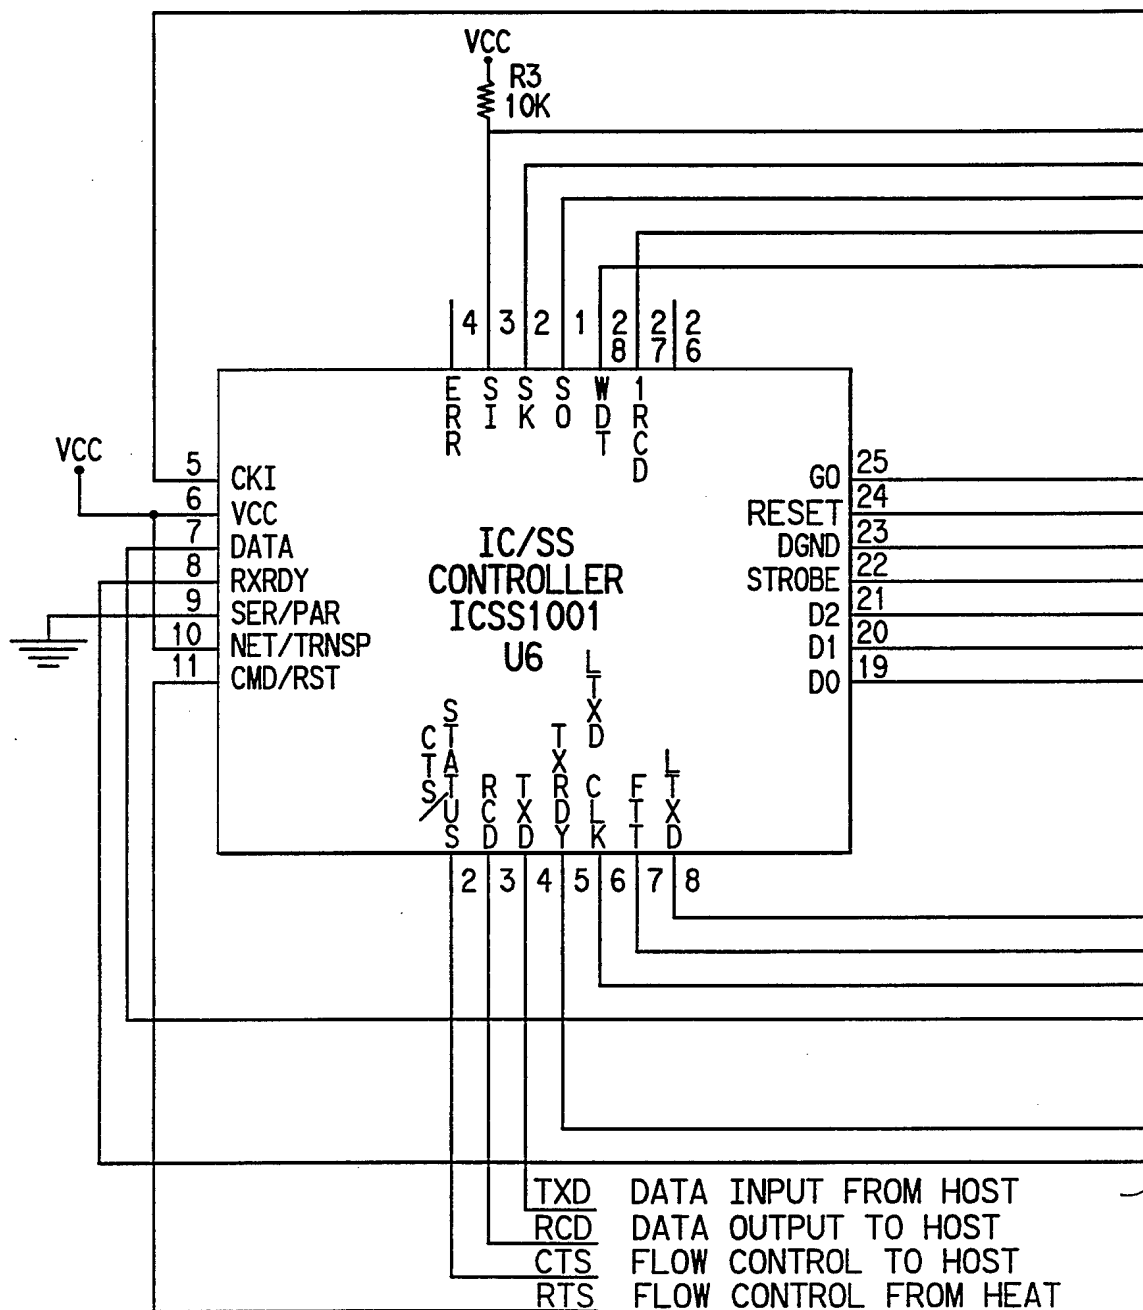 VCC
R3
10K
4 3 2 1 28 27 26
ERR SI SK SO WDT 1RCD
VCC
5 CKI
6 VCC
7 DATA
8 RXRDY
9 SER/PAR
10 NET/TRNSP
11 CMD/RST
IC/SS
CONTROLLER
ICSS1001
U6
GO 25
RESET 24
DGND 23
STROBE 22
D2 21
D1 20
D0 19
CTS/STATUS RCD TXD TXRDY LTXD CLK FTT LTXD
2 3 4 5 6 7 8
TXD DATA INPUT FROM HOST
RCD DATA OUTPUT TO HOST
CTS FLOW CONTROL TO HOST
RTS FLOW CONTROL FROM HEAT